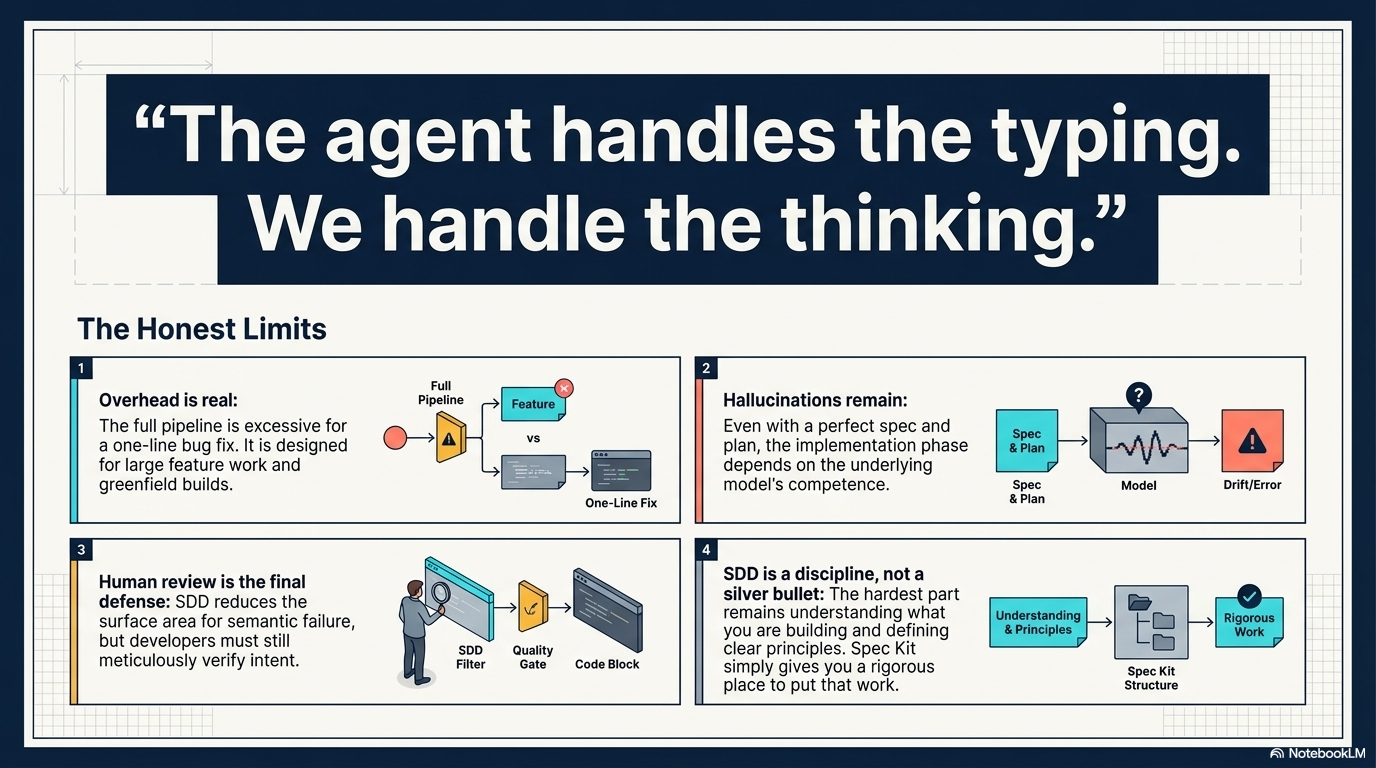 “The agent handles the typing.
We handle the thinking.”
The Honest Limits
1
Overhead is real:
The full pipeline is excessive for
a one-line bug fix. It is designed
for large feature work and
greenfield builds.
Full
Pipeline
Feature
vs
One-Line Fix
2
Hallucinations remain:
Even with a perfect spec and
plan, the implementation phase
depends on the underlying
model's competence.
Spec
& Plan
Spec
& Plan
?
Model
Drift/Error
3
Human review is the final
defense: SDD reduces the
surface area for semantic failure,
but developers must still
meticulously verify intent.
SDD
Filter
Quality
Gate
Code Block
4
SDD is a discipline, not a
silver bullet: The hardest part
remains understanding what
you are building and defining
clear principles. Spec Kit
simply gives you a rigorous
place to put that work.
Understanding
& Principles
Spec Kit
Structure
Rigorous
Work
NotebookLM